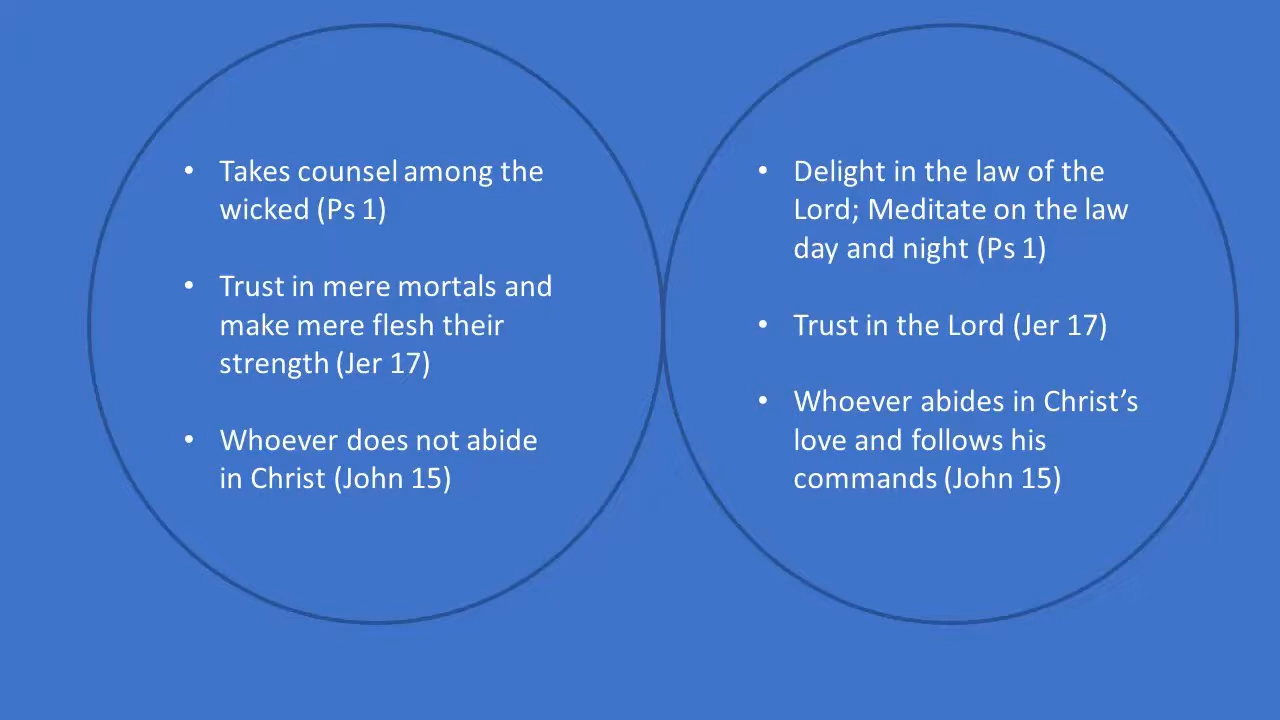 • Takes counsel among the
wicked (Ps 1)
• Trust in mere mortals and
make mere flesh their
strength (Jer 17)
• Whoever does not abide
in Christ (John 15)
• Delight in the law of the
Lord; Meditate on the law
day and night (Ps 1)
• Trust in the Lord (Jer 17)
• Whoever abides in Christ’s
love and follows his
commands (John 15)